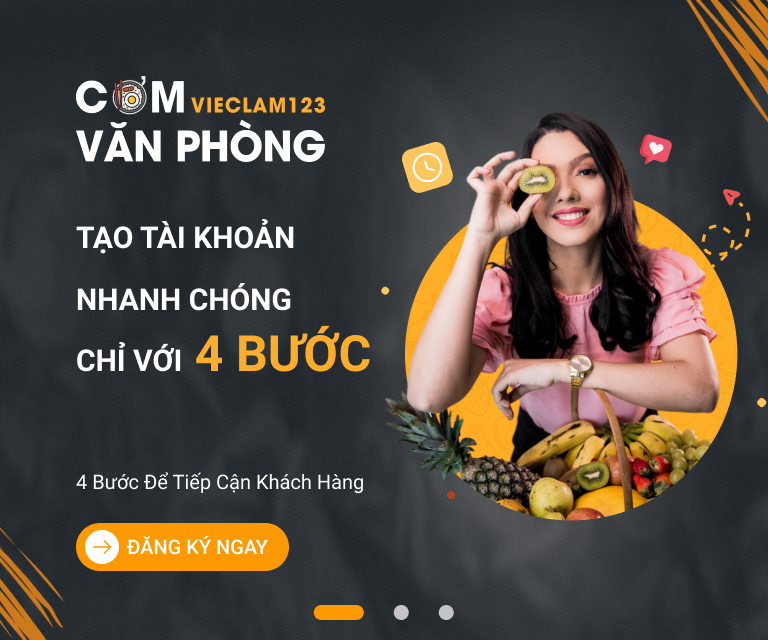 CƠM VIECLAM123
VĂN PHÒNG
TẠO TÀI KHOẢN
NHANH CHÓNG
CHỈ VỚI 4 BƯỚC
4 Bước Để Tiếp Cận Khách Hàng
ĐĂNG KÝ NGAY